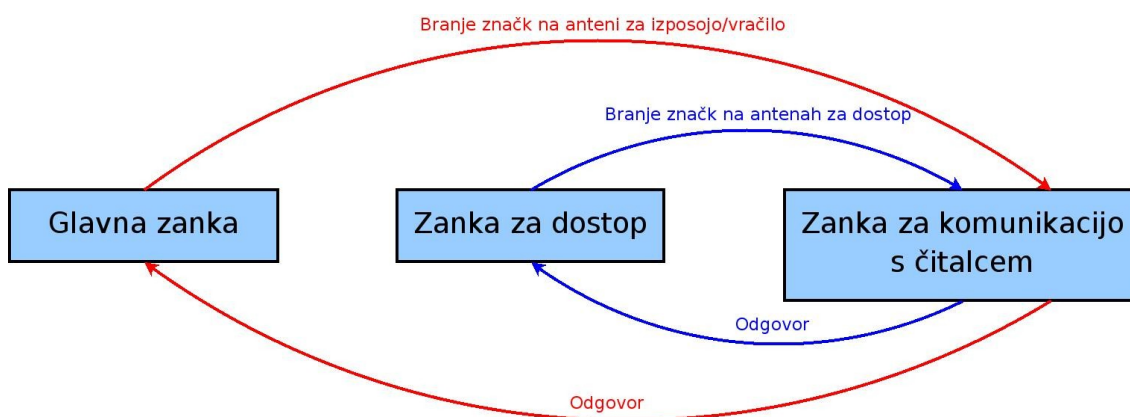 Branje značk na anteni za izposojo/vračilo
Branje značk na antenah za dostop
Glavna zanka
Zanka za dostop
Zanka za komunikacijo
s čitalcem
Odgovor
Odgovor